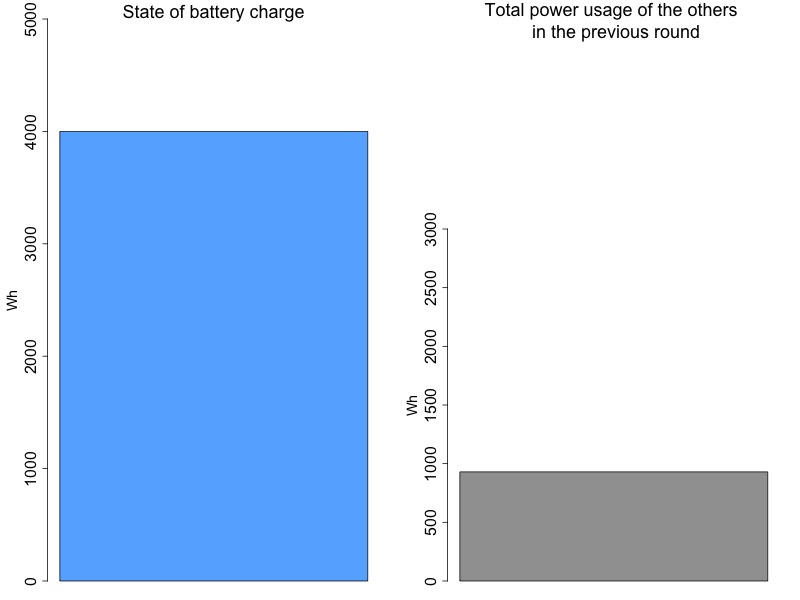 State of battery charge
5000
4000
3000
2000
1000
0
Wh
Total power usage of the others
in the previous round
3000
2500
2000
1500
1000
500
0
Wh